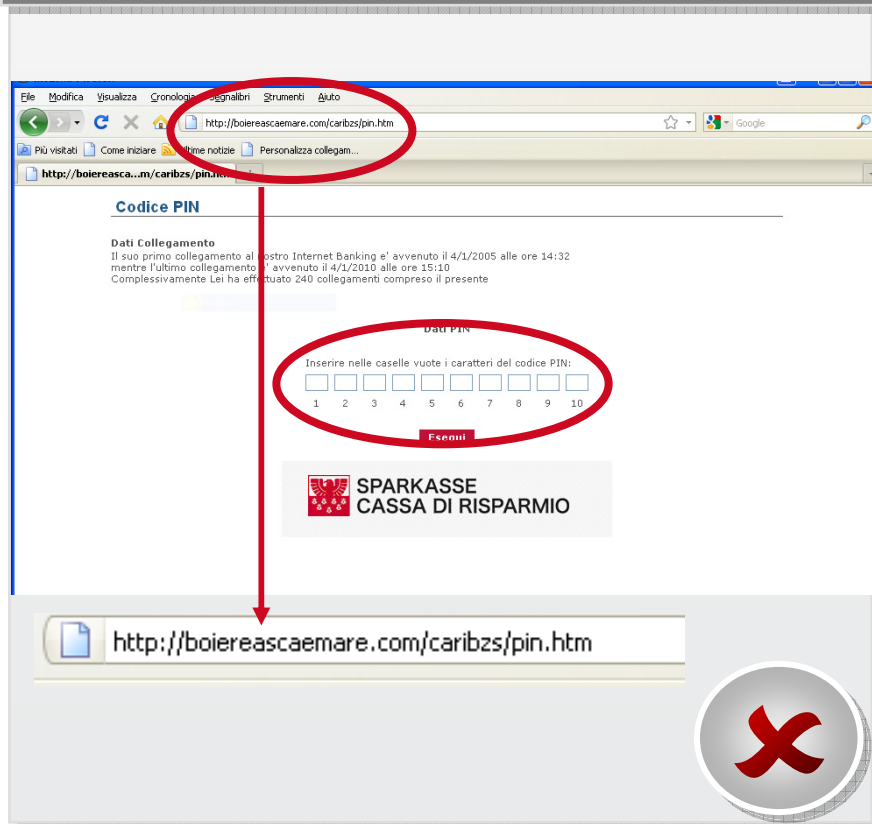 File Modifica Visualizza Cronologia Segnalibri Strumenti Aiuto
http://boiereascaemare.com/caribzs/pin.htm
Google
Più visitati Come iniziare Ultime notizie Personalizza collegam...
http://boiereasca...m/caribzs/pin.htm
Codice PIN
Dati Collegamento
Il suo primo collegamento al nostro Internet Banking e' avvenuto il 4/1/2005 alle ore 14:32
mentre l'ultimo collegamento e' avvenuto il 4/1/2010 alle ore 15:10
Complessivamente Lei ha effettuato 240 collegamenti compreso il presente
Dati PIN
Inserire nelle caselle vuote i caratteri del codice PIN:
1 2 3 4 5 6 7 8 9 10
Esegui
SPARKASSE
CASSA DI RISPARMIO
http://boiereascaemare.com/caribzs/pin.htm